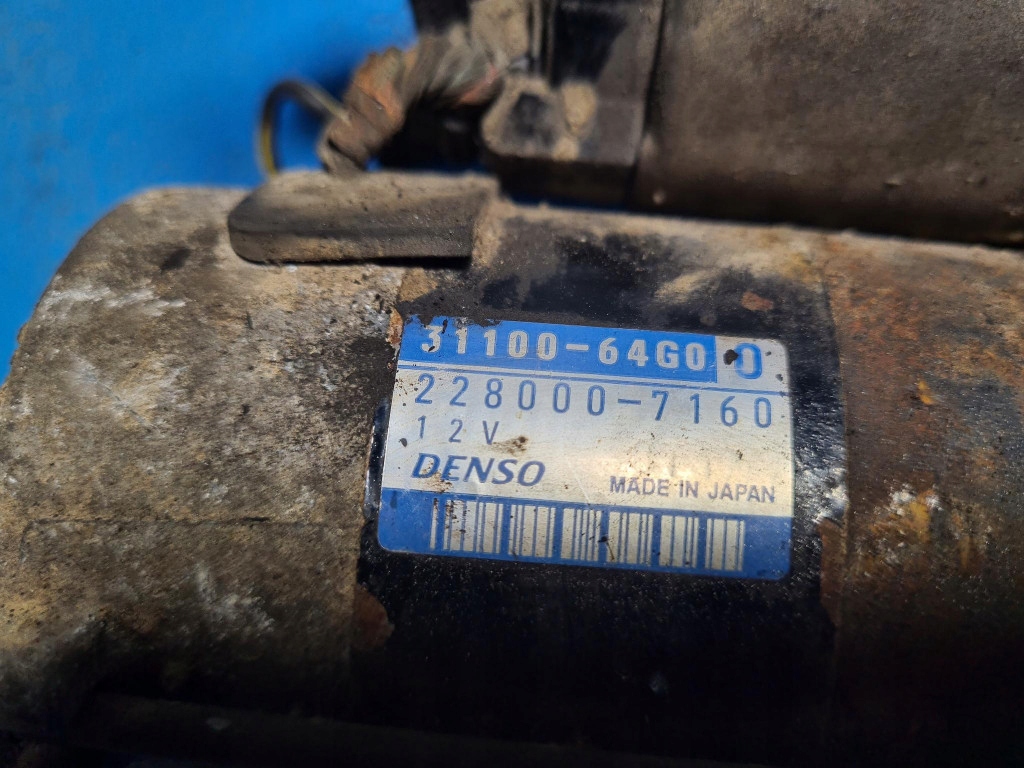 31100-64G00
228000-7160
12V
DENSO
MADE IN JAPAN